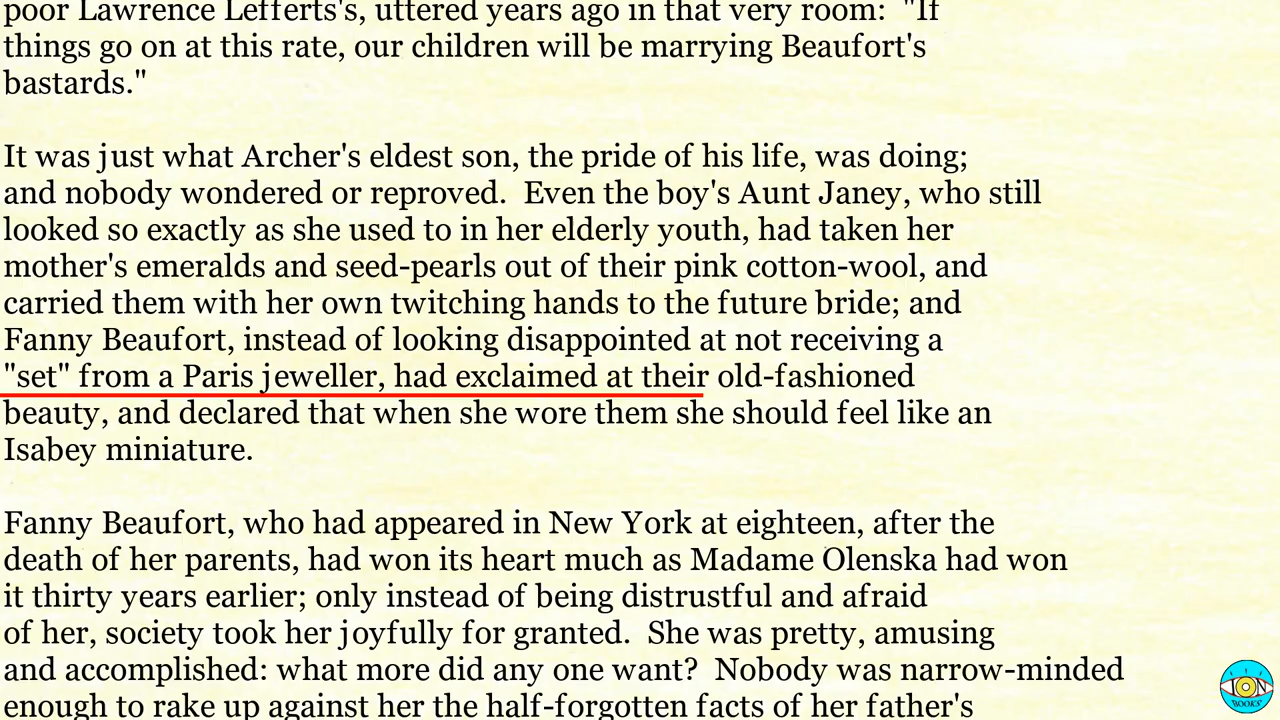 poor Lawrence Lefferts's, uttered years ago in that very room:  "If
things go on at this rate, our children will be marrying Beaufort's
bastards."
It was just what Archer's eldest son, the pride of his life, was doing;
and nobody wondered or reproved.  Even the boy's Aunt Janey, who still
looked so exactly as she used to in her elderly youth, had taken her
mother's emeralds and seed-pearls out of their pink cotton-wool, and
carried them with her own twitching hands to the future bride; and
Fanny Beaufort, instead of looking disappointed at not receiving a
"set" from a Paris jeweller, had exclaimed at their old-fashioned
beauty, and declared that when she wore them she should feel like an
Isabey miniature.
Fanny Beaufort, who had appeared in New York at eighteen, after the
death of her parents, had won its heart much as Madame Olenska had won
it thirty years earlier; only instead of being distrustful and afraid
of her, society took her joyfully for granted.  She was pretty, amusing
and accomplished: what more did any one want?  Nobody was narrow-minded
enough to rake up against her the half-forgotten facts of her father's
ION
BOOKS